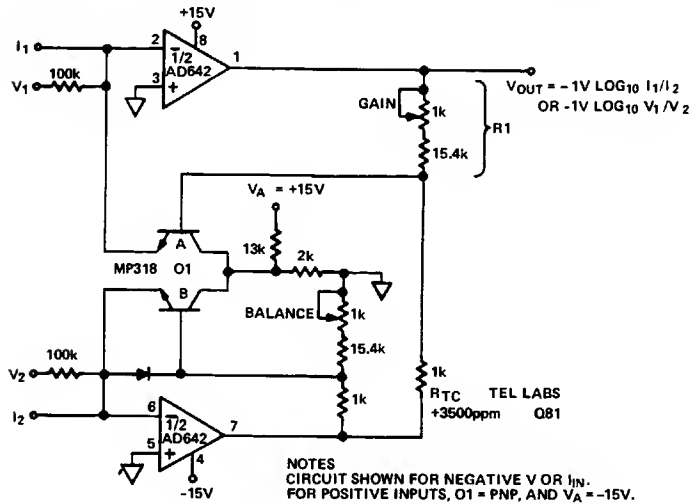 +15V
I1
2
8
1/2
AD642
1
3
V1
100k
VOUT = −1V LOG10 I1/I2
OR -1V LOG10 V1/V2
GAIN
1k
R1
15.4k
VA = +15V
13k
2k
A
MP318 O1
B
BALANCE
1k
15.4k
1k
1k
RTC TEL LABS
+3500ppm Q81
100k
V2
I2
6
1/2
AD642
7
5
4
-15V
NOTES
CIRCUIT SHOWN FOR NEGATIVE V OR IIN.
FOR POSITIVE INPUTS, O1 = PNP, AND VA = −15V.